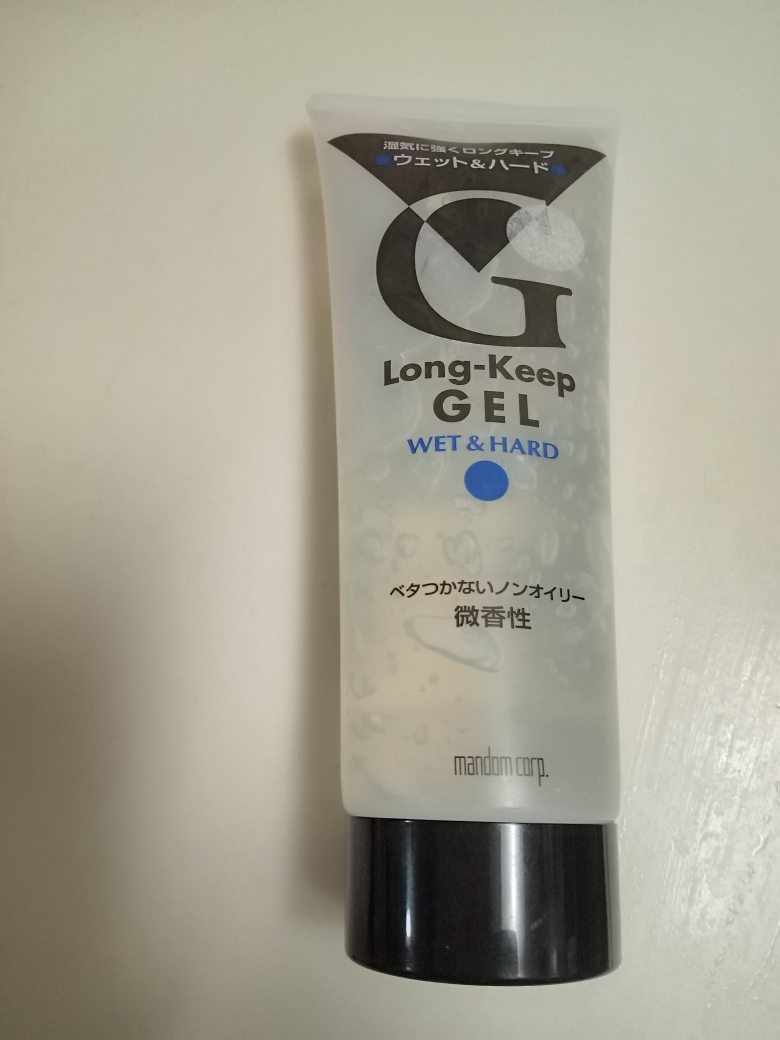 湿気に強くロングキープ
ウェット&ハード
G
Long-Keep
GEL
WET & HARD
ベタつかないノンオイリー
微香性
mandom corp.